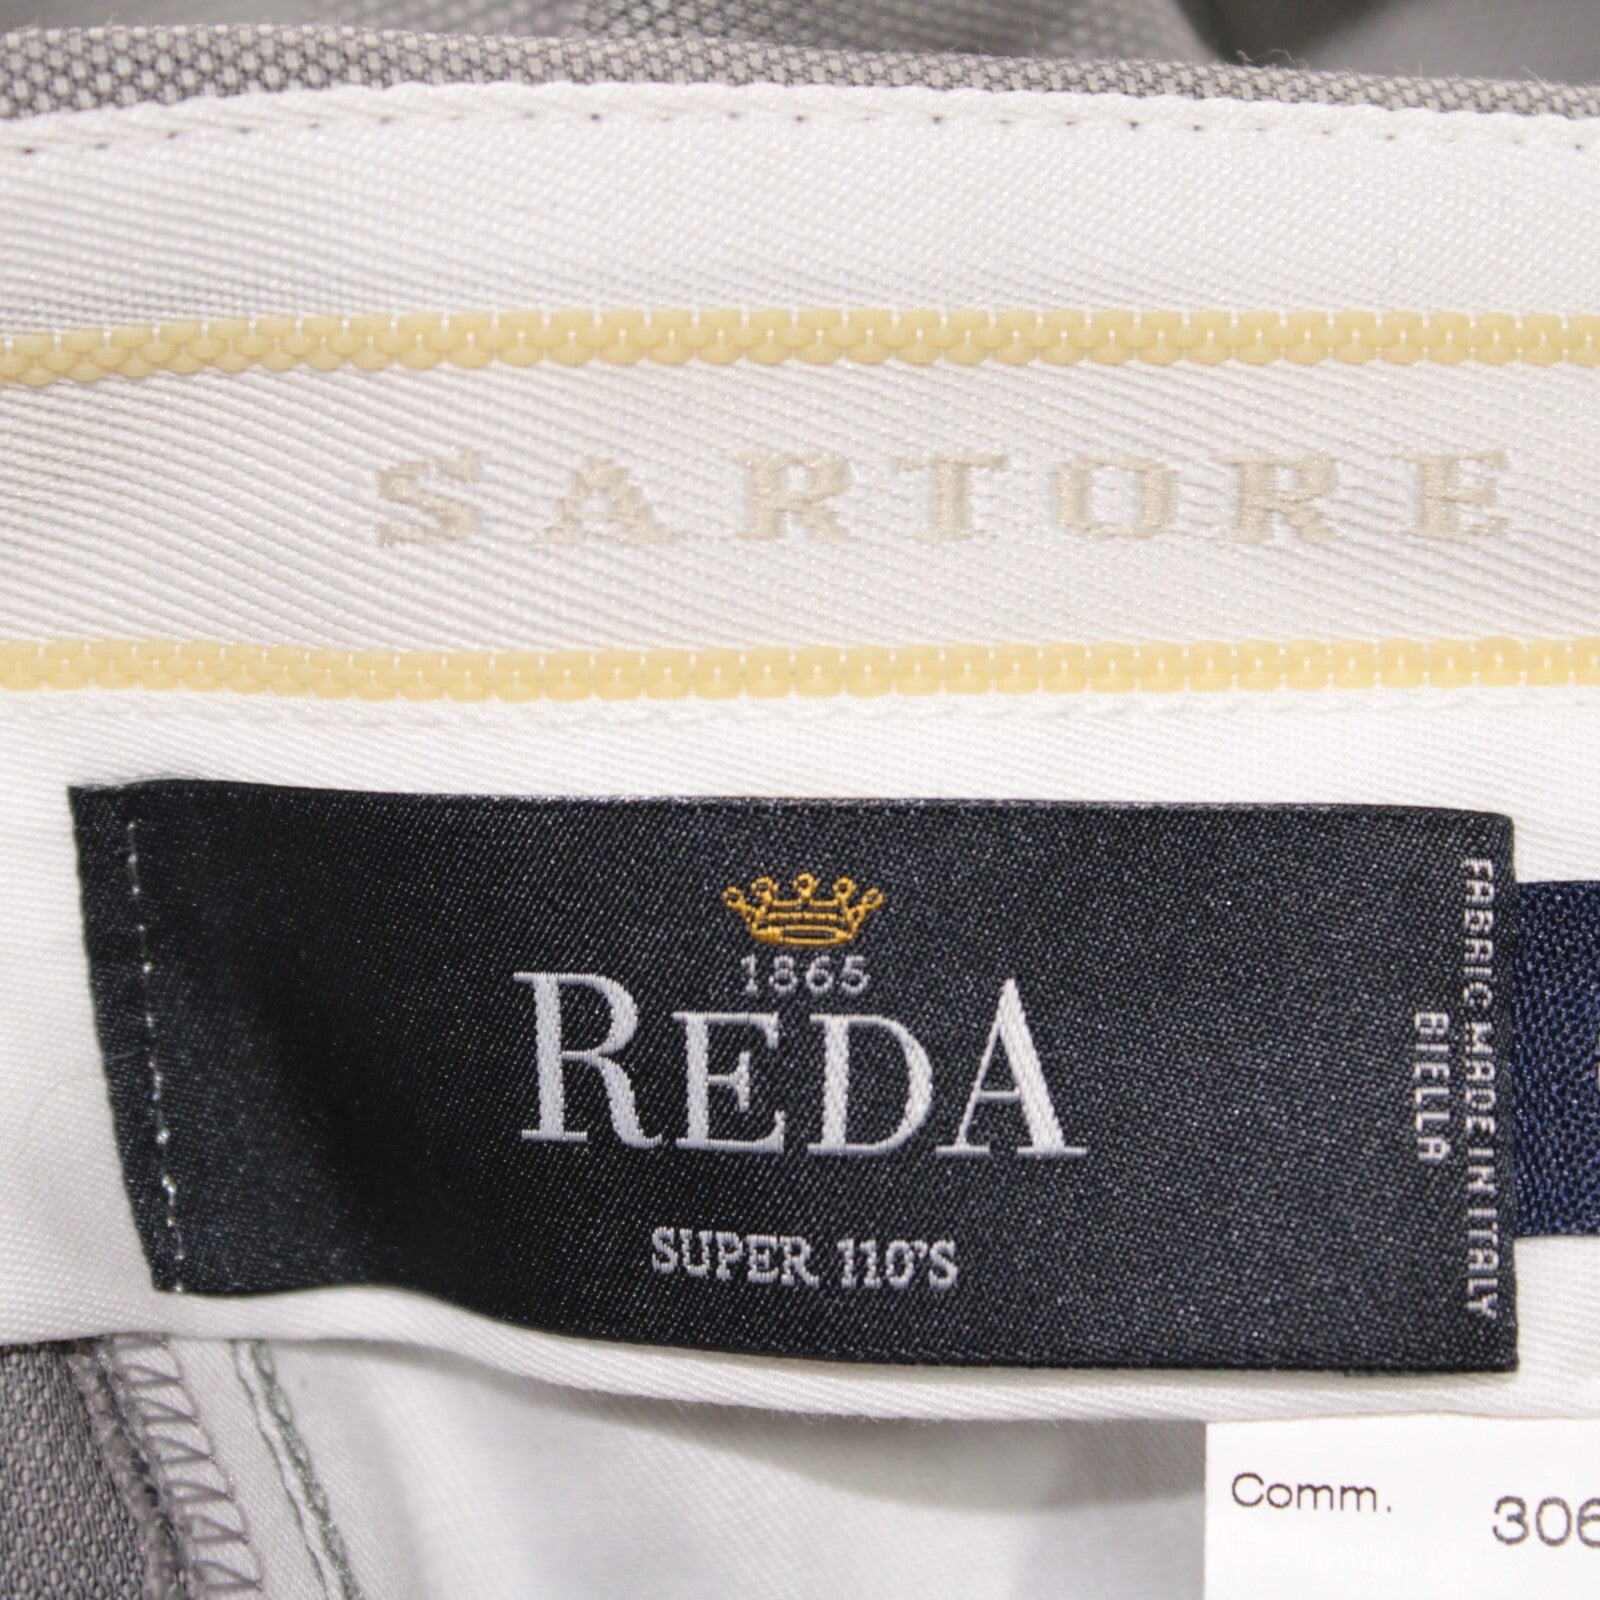 SARTORE
1865
REDA
SUPER 110'S
FABRIC MADE IN ITALY
BIELLA
Comm. 306